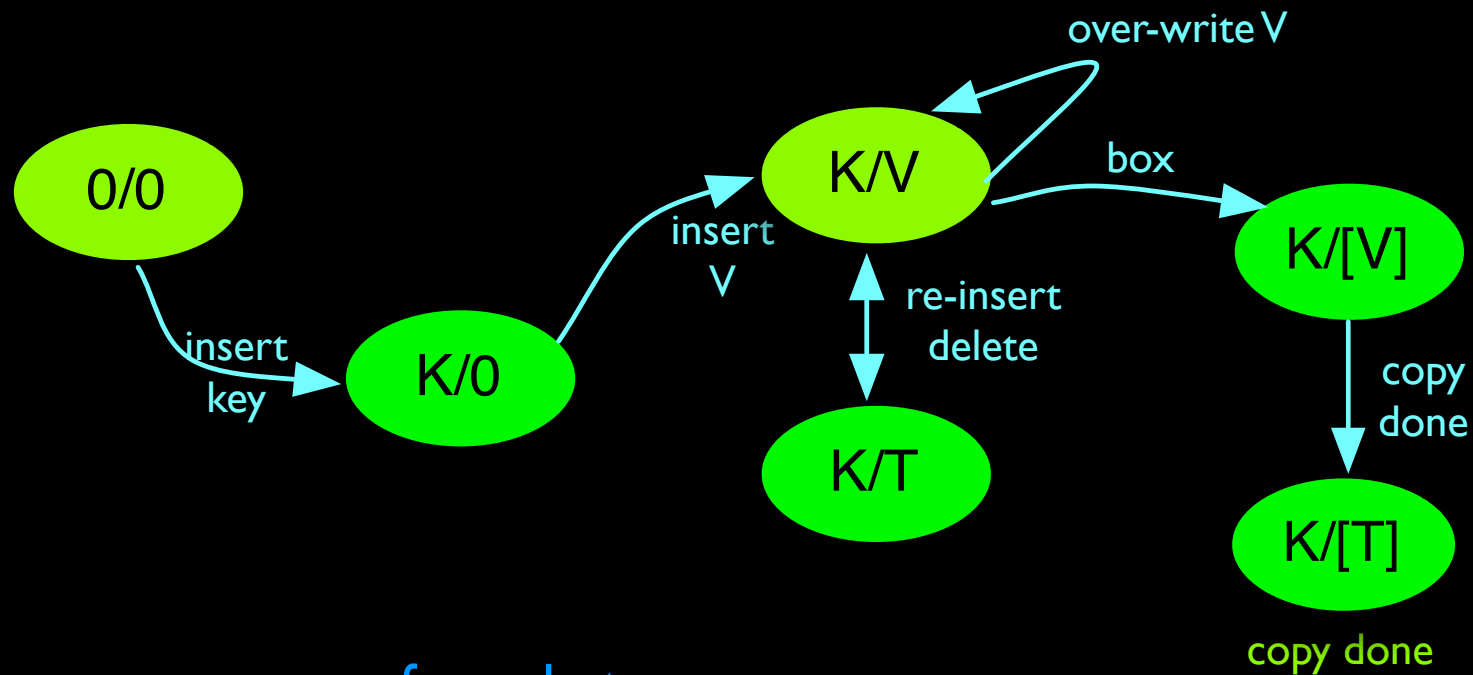 over-write V
box
K/V
0/0
K/[V]
insert
V
re-insert
delete
insert
key
K/0
copy
done
K/T
K/[T]
copy done